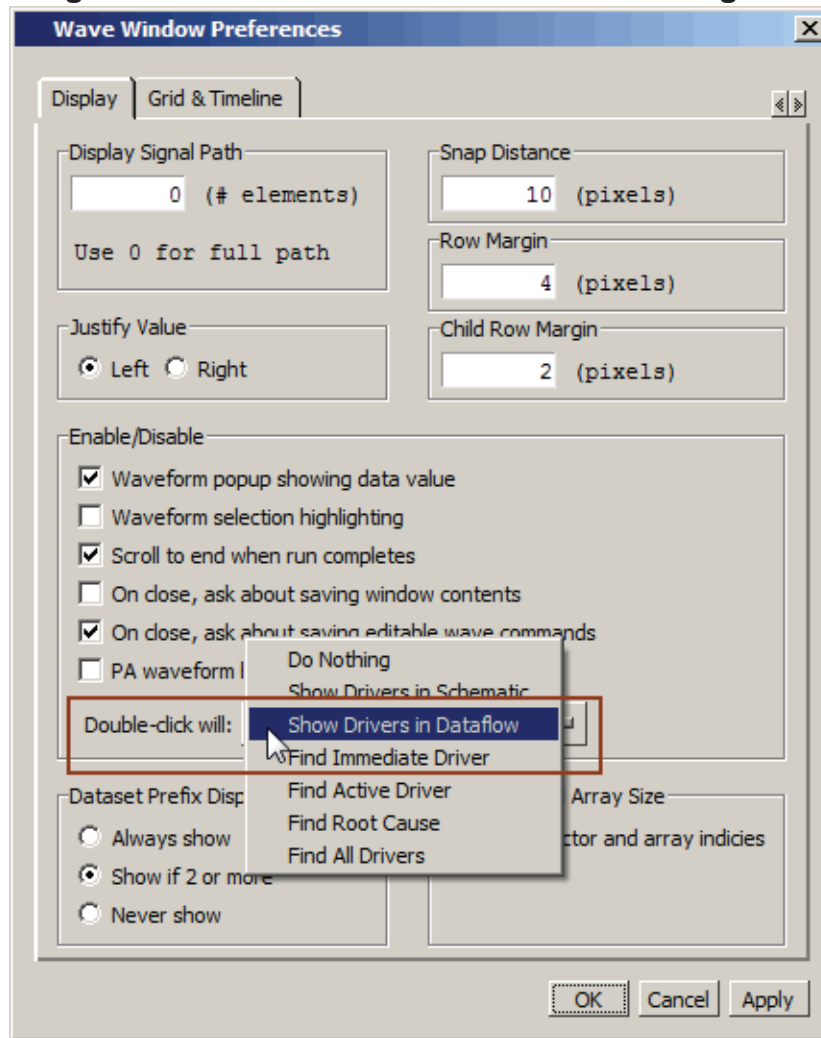 Wave Window Preferences
Display
Grid & Timeline
Display Signal Path
0 (# elements)
Use 0 for full path
Snap Distance
10 (pixels)
Row Margin
4 (pixels)
Justify Value
Left
Right
Child Row Margin
2 (pixels)
Enable/Disable
Waveform popup showing data value
Waveform selection highlighting
Scroll to end when run completes
On close, ask about saving window contents
On close, ask about saving editable wave commands
PA waveform
Do Nothing
Show Drivers in Schematic
Double-click will:
Show Drivers in Dataflow
Find Immediate Driver
Find Active Driver
Find Root Cause
Find All Drivers
Dataset Prefix Disp
Always show
Show if 2 or more
Never show
Array Size
ctor and array indicies
OK
Cancel
Apply